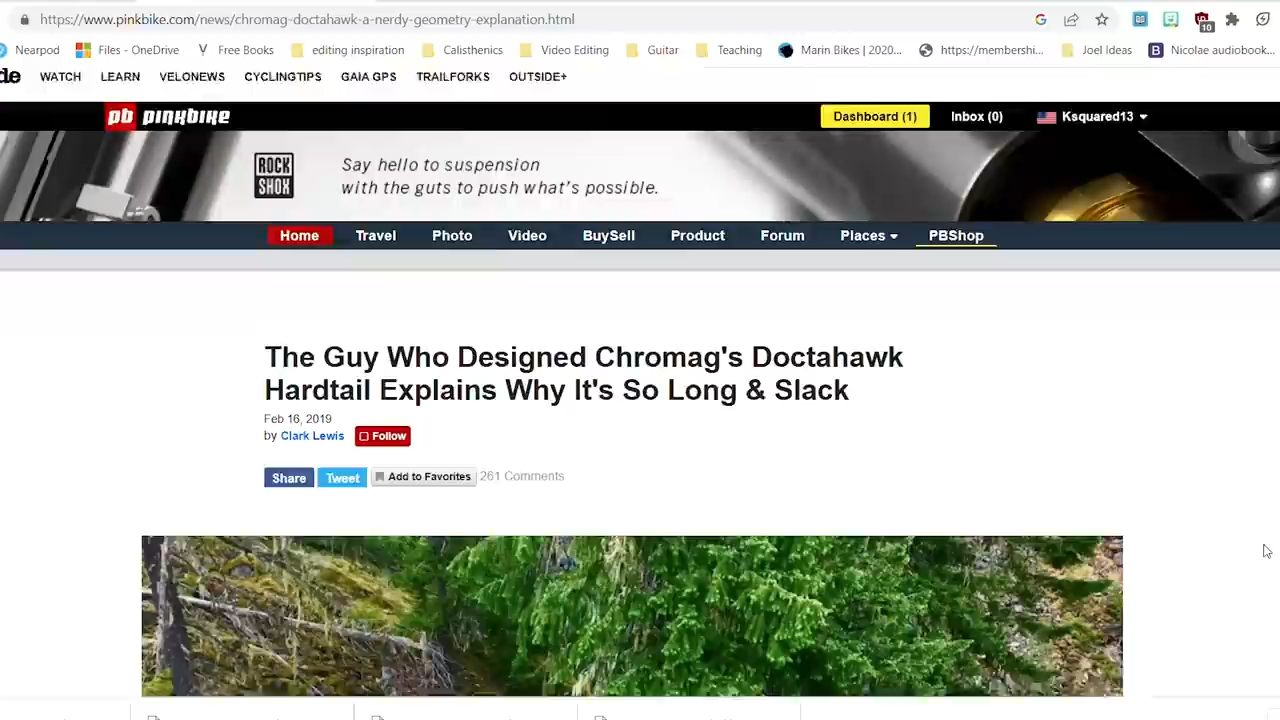 https://www.pinkbike.com/news/chromag-doctahawk-a-nerdy-geometry-explanation.html
10
Nearpod Files - OneDrive Free Books editing inspiration Calisthenics Video Editing Guitar Teaching Marin Bikes | 2020... https://membershi... Joel Ideas Nicolae audiobook...
de WATCH LEARN VELONEWS CYCLINGTIPS GAIA GPS TRAILFORKS OUTSIDE+
pb pinkbike Dashboard (1) Inbox (0) Ksquared13
ROCK
SHOX
Say hello to suspension
with the guts to push what's possible.
Home Travel Photo Video BuySell Product Forum Places PBShop
The Guy Who Designed Chromag's Doctahawk
Hardtail Explains Why It's So Long & Slack
Feb 16, 2019
by Clark Lewis Follow
Share Tweet Add to Favorites 261 Comments